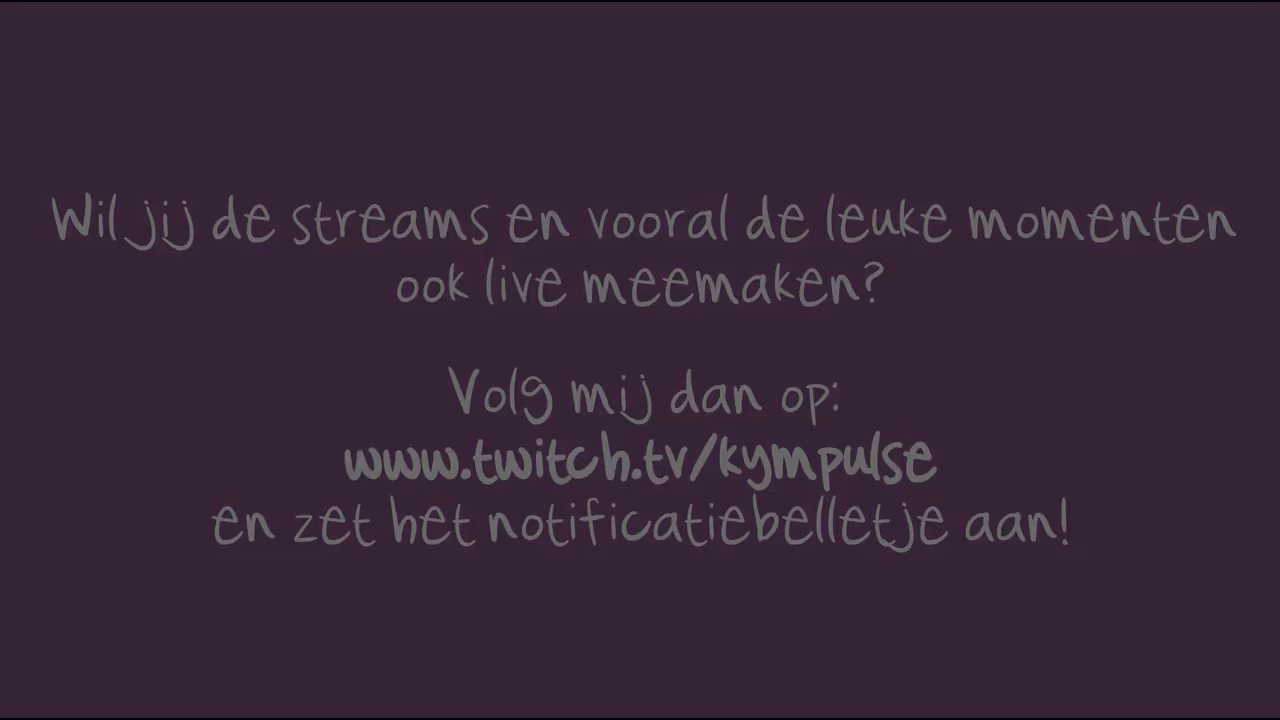 Wil jij de streams en vooral de leuke momenten
ook live meemaken?
Volg mij dan op:
www.twitch.tv/kympulse
en zet het notificatiebelletje aan!